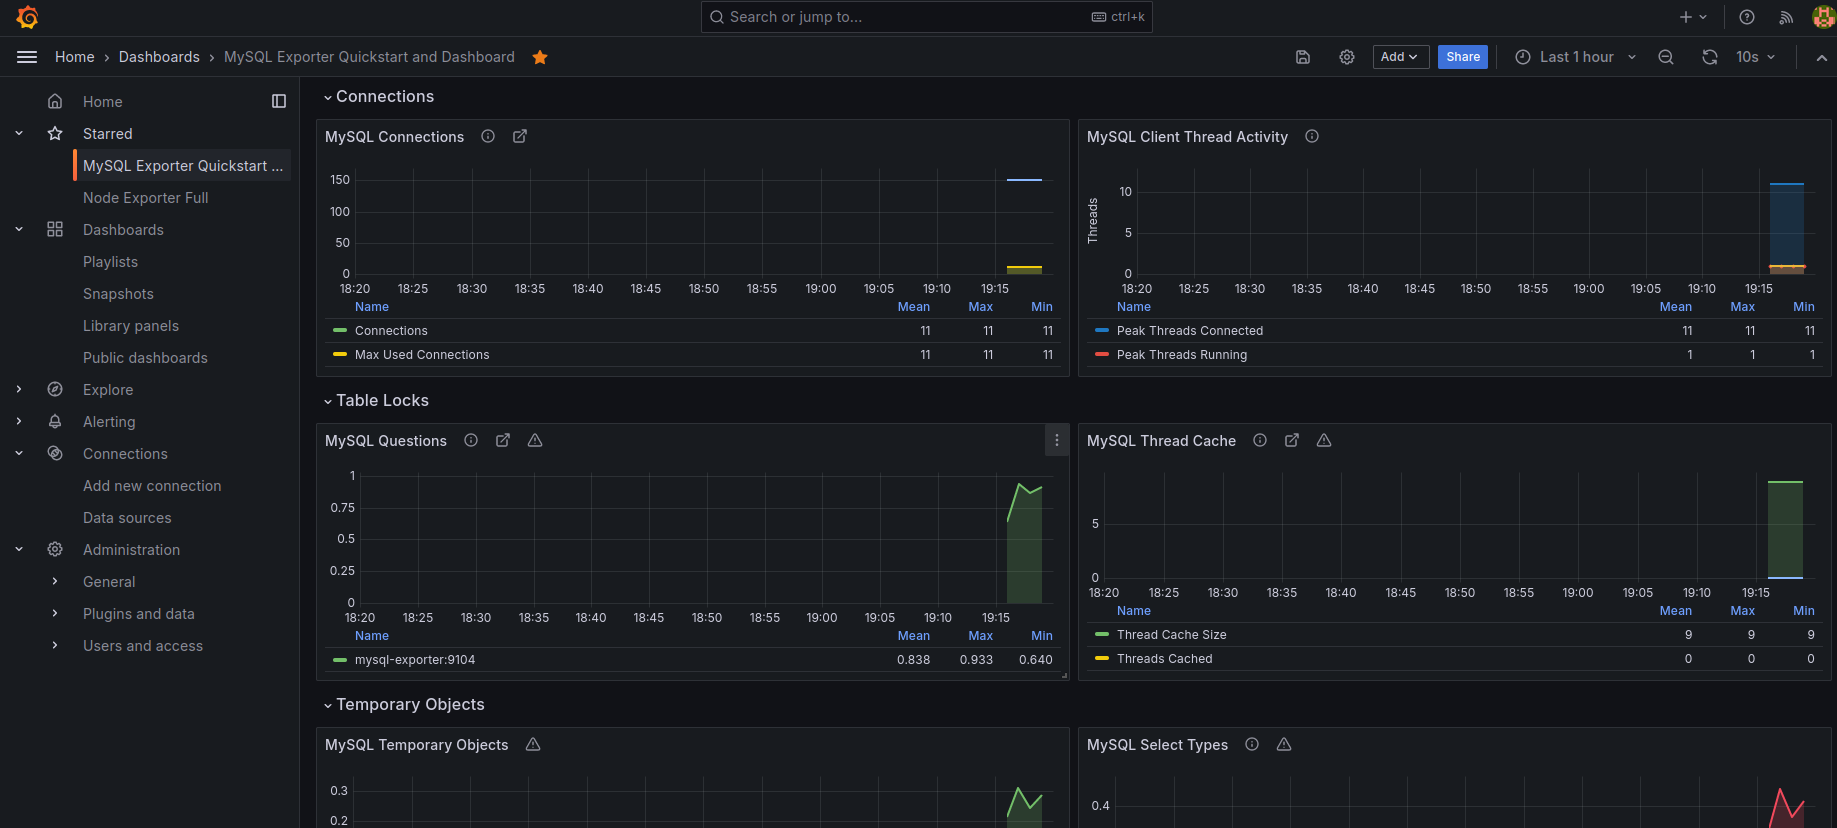 Search or jump to...
ctrl+k
Home
Dashboards
MySQL Exporter Quickstart and Dashboard
Add
Share
Last 1 hour
10s
Home
Starred
MySQL Exporter Quickstart ...
Node Exporter Full
Dashboards
Playlists
Snapshots
Library panels
Public dashboards
Explore
Alerting
Connections
Add new connection
Data sources
Administration
General
Plugins and data
Users and access
Connections
MySQL Connections
150
100
50
0
18:20 18:25 18:30 18:35 18:40 18:45 18:50 18:55 19:00 19:05 19:10 19:15
Name Mean Max Min
Connections 11 11 11
Max Used Connections 11 11 11
MySQL Client Thread Activity
Threads
10
5
0
18:20 18:25 18:30 18:35 18:40 18:45 18:50 18:55 19:00 19:05 19:10 19:15
Name Mean Max Min
Peak Threads Connected 11 11 11
Peak Threads Running 1 1 1
Table Locks
MySQL Questions
1
0.75
0.5
0.25
0
18:20 18:25 18:30 18:35 18:40 18:45 18:50 18:55 19:00 19:05 19:10 19:15
Name Mean Max Min
mysql-exporter:9104 0.838 0.933 0.640
MySQL Thread Cache
5
0
18:20 18:25 18:30 18:35 18:40 18:45 18:50 18:55 19:00 19:05 19:10 19:15
Name Mean Max Min
Thread Cache Size 9 9 9
Threads Cached 0 0 0
Temporary Objects
MySQL Temporary Objects
0.3
0.2
MySQL Select Types
0.4